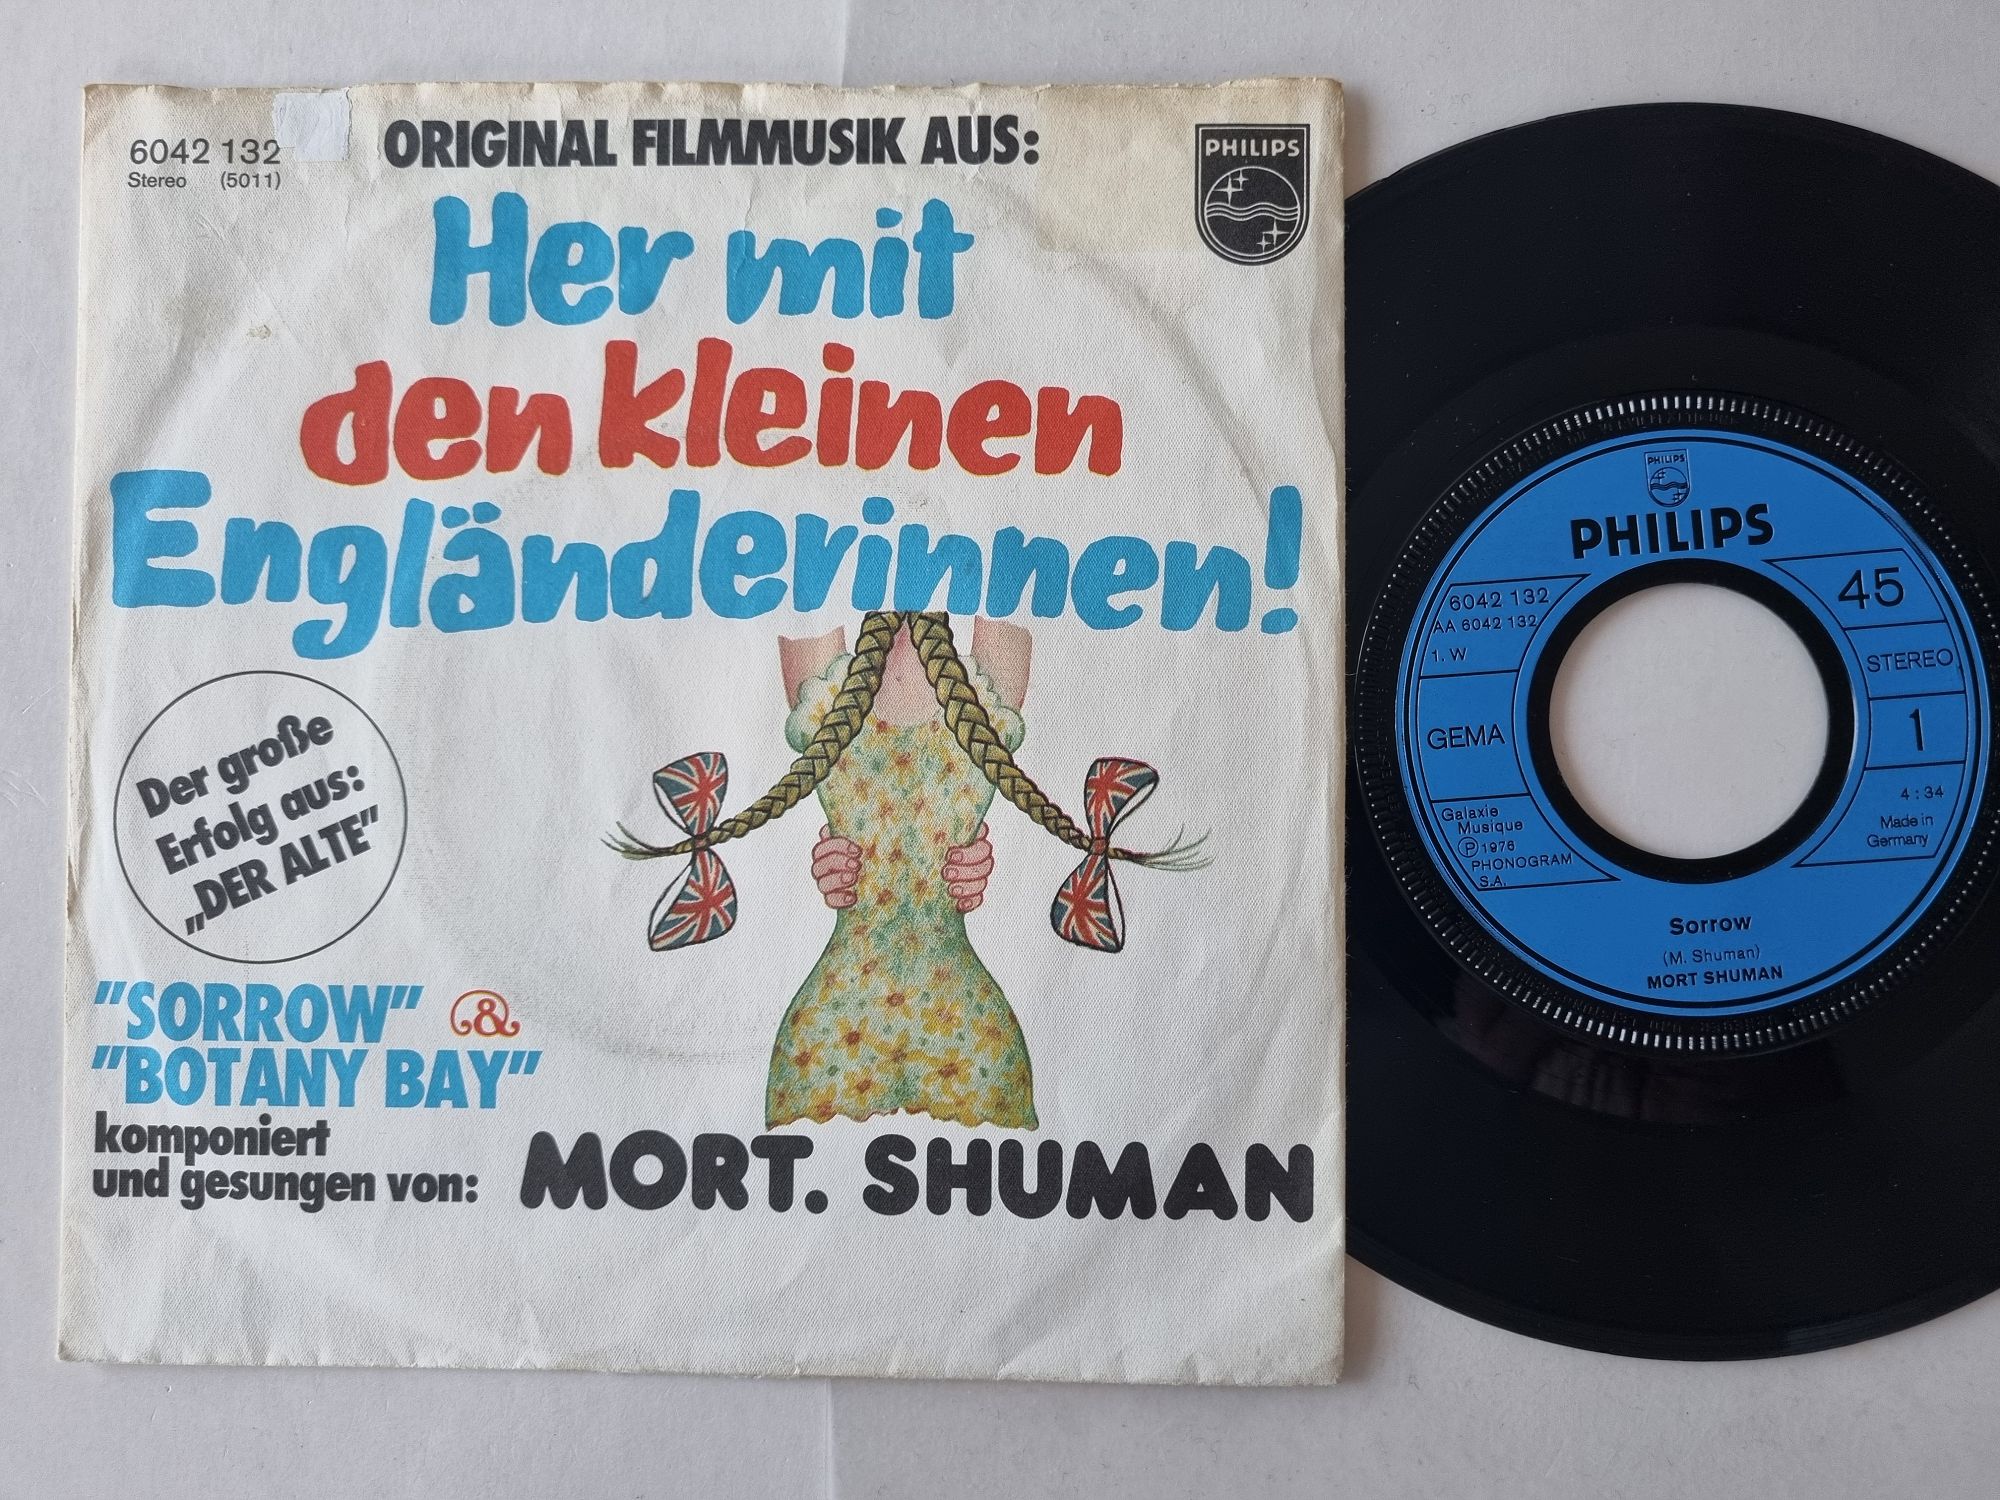 6042 132
Stereo (5011)
ORIGINAL FILMMUSIK AUS:
PHILIPS
Her mit
den kleinen
Engländerinnen!
Der große
Erfolg aus:
„DER ALTE”
"SORROW" &
"BOTANY BAY"
komponiert
und gesungen von:
MORT. SHUMAN
PHILIPS
PHILIPS
6042 132
AA 6042 132
1. W
GEMA
Galaxie
Musique
Ⓟ 1976
PHONOGRAM
S.A.
45
STEREO
1
4:34
Made in
Germany
Sorrow
(M. Shuman)
MORT SHUMAN